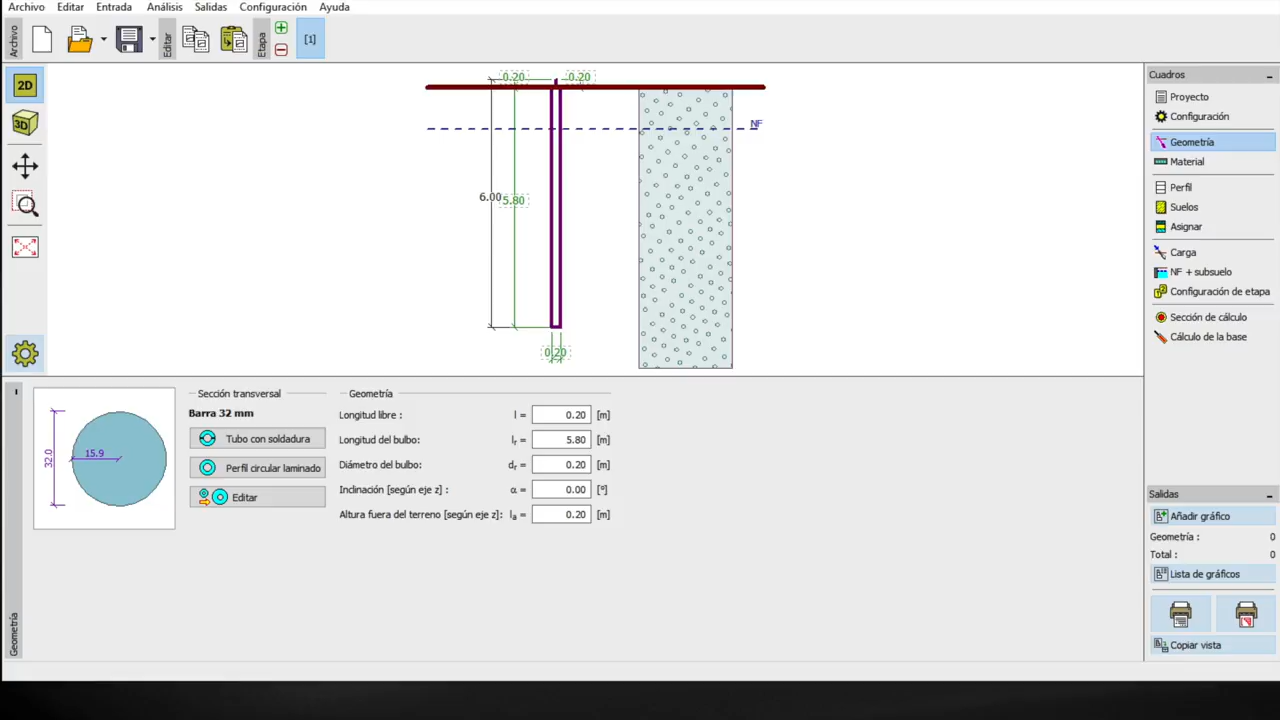 Archivo Editar Entrada Análisis Salidas Configuración Ayuda
Archivo
Editar
Etapa
[1]
2D
3D
0.20 0.20
NF
6.00 5.80
0.20
Cuadros
Proyecto
Configuración
Geometría
Material
Perfil
Suelos
Asignar
Carga
NF + subsuelo
Configuración de etapa
Sección de cálculo
Cálculo de la base
Geometría
32.0
15.9
Sección transversal
Barra 32 mm
Tubo con soldadura
Perfil circular laminado
Editar
Geometría
Longitud libre : l = 0.20 [m]
Longitud del bulbo: lr = 5.80 [m]
Diámetro del bulbo: dr = 0.20 [m]
Inclinación [según eje z] : α = 0.00 [°]
Altura fuera del terreno [según eje z]: la = 0.20 [m]
Salidas
Añadir gráfico
Geometría : 0
Total : 0
Lista de gráficos
Copiar vista